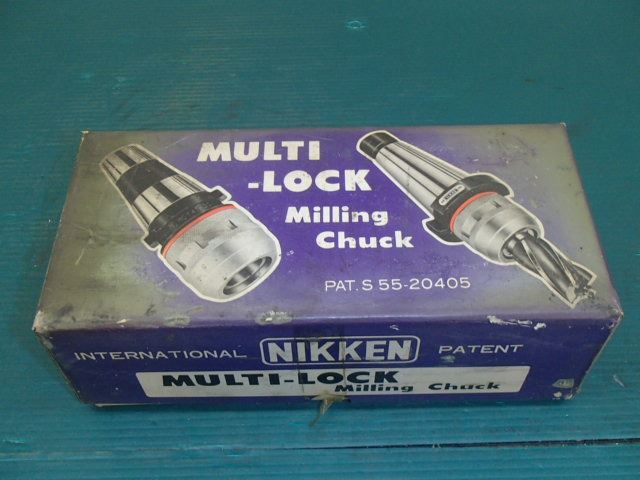 MULTI
-LOCK
Milling
Chuck
PAT. S 55-20405
INTERNATIONAL NIKKEN PATENT
MULTI-LOCK
Milling Chuck